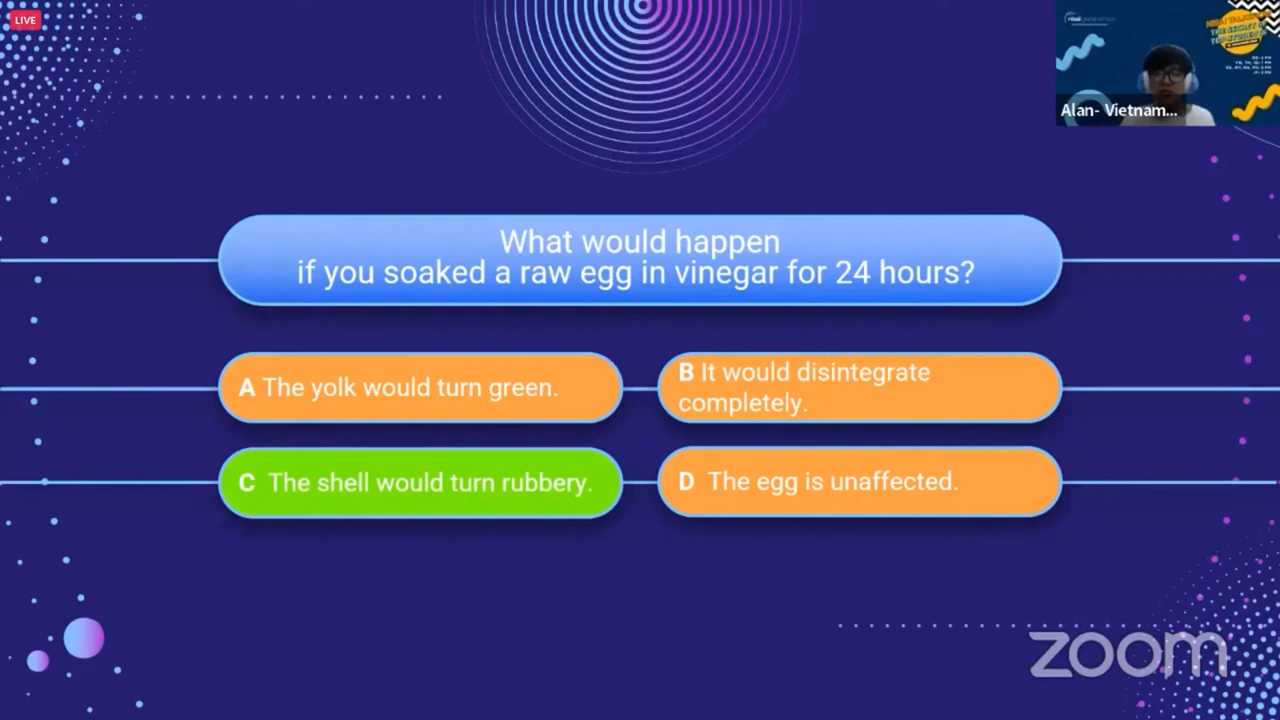 LIVE
Alan- Vietnam...
What would happen
if you soaked a raw egg in vinegar for 24 hours?
A The yolk would turn green.
B It would disintegrate
completely.
C The shell would turn rubbery.
D The egg is unaffected.
zoom